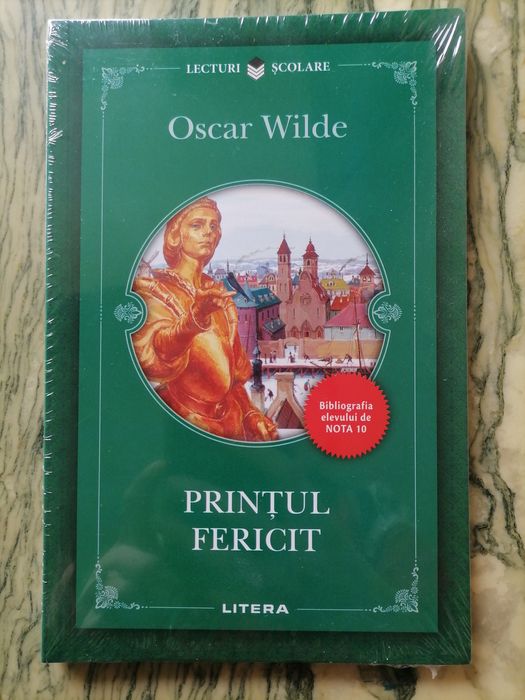 LECTURI ȘCOLARE
Oscar Wilde
Bibliografia
elevului de
NOTA 10
PRINȚUL
FERICIT
LITERA